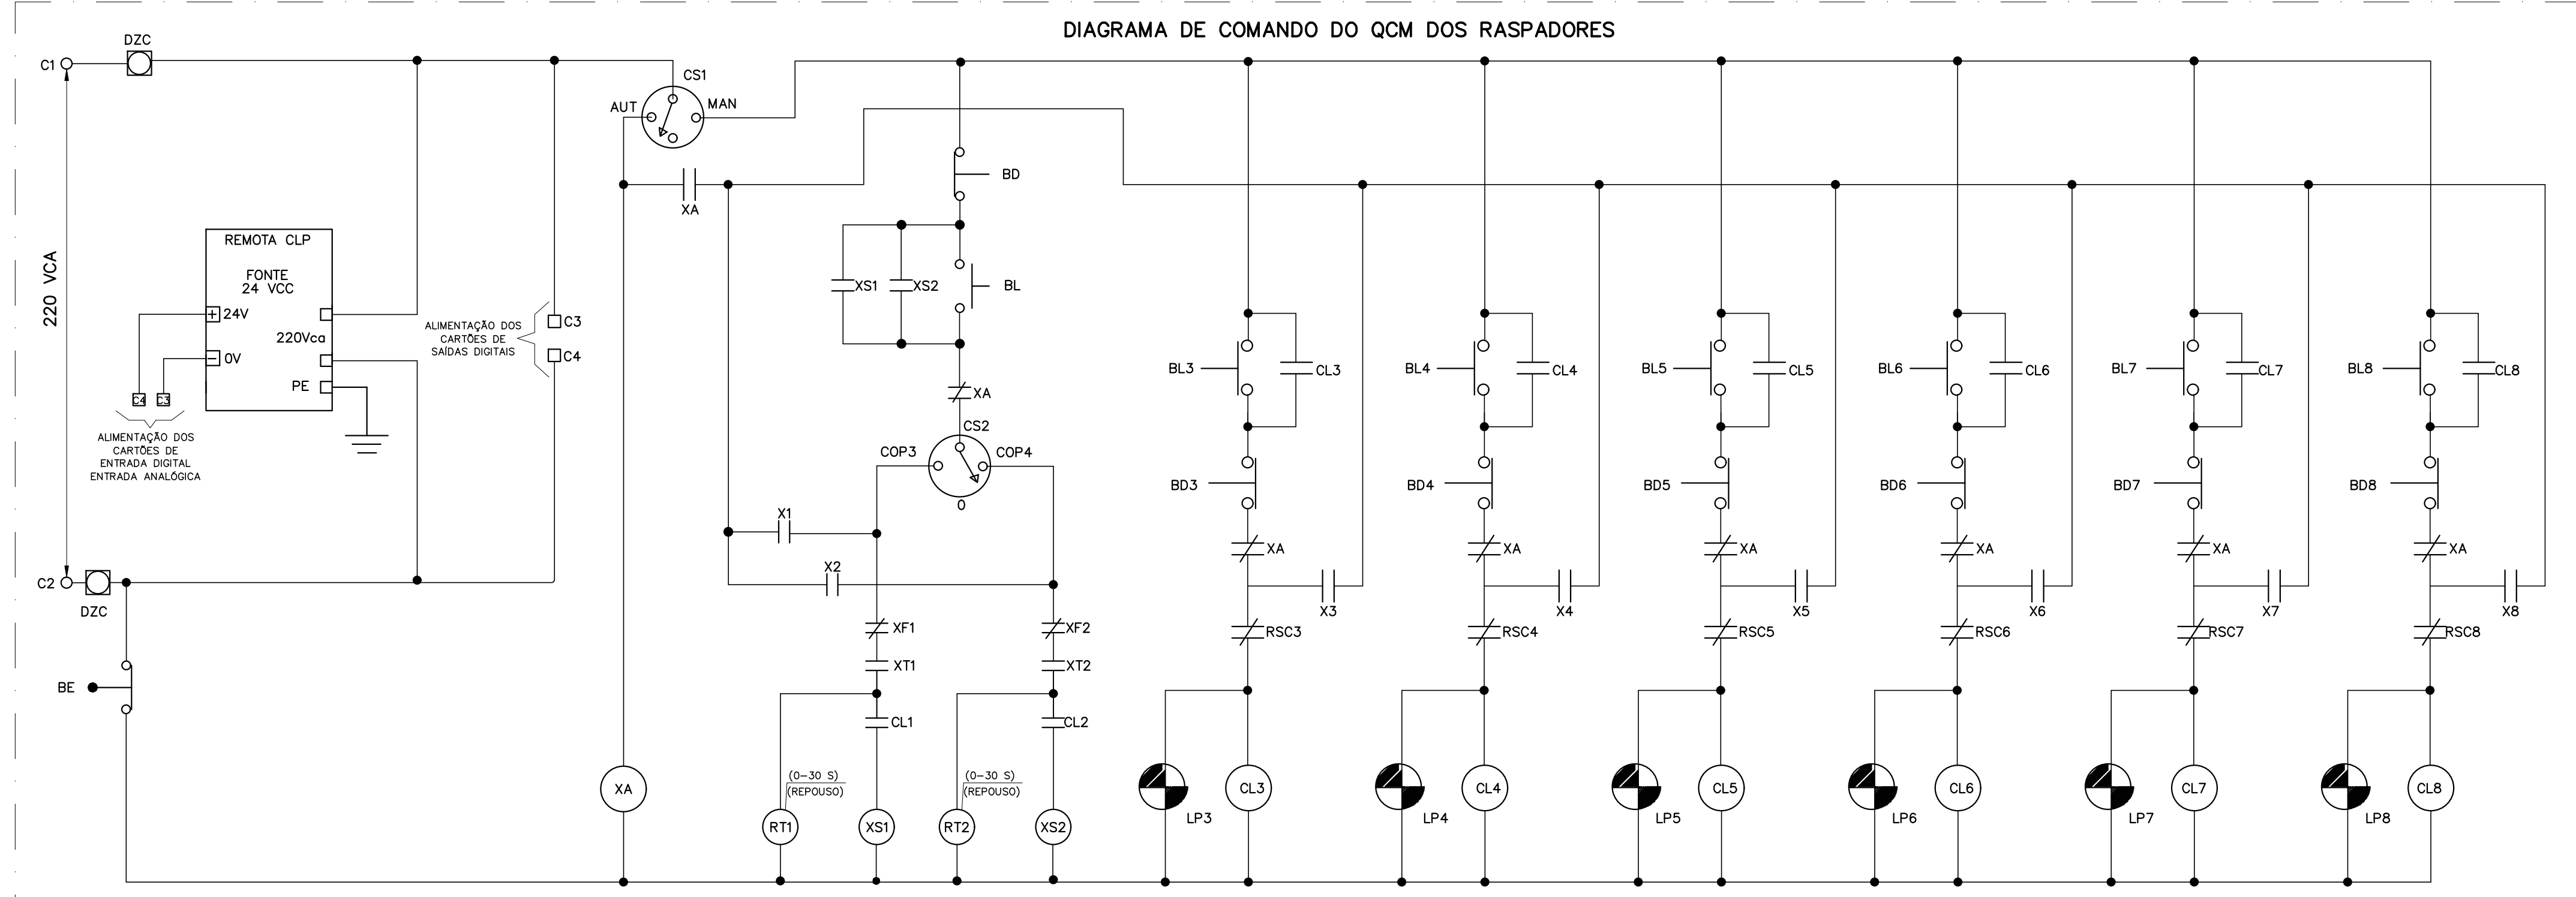 DIAGRAMA DE COMANDO DO QCM DOS RASPADORES
DZC
C1
CS1
AUT
MAN
BD
XA
REMOTA CLP
FONTE
24 VCC
220 VCA
24V
220Vca
0V
PE
C4
C3
ALIMENTAÇÃO DOS
CARTÕES DE
ENTRADA DIGITAL
ENTRADA ANALÓGICA
ALIMENTAÇÃO DOS
CARTÕES DE
SAÍDAS DIGITAIS
C3
C4
XS1
XS2
BL
XA
CS2
COP3
COP4
0
X1
X2
XF1
XF2
XT1
XT2
CL1
CL2
C2
DZC
BE
XA
(0-30 S)
(REPOUSO)
RT1
XS1
(0-30 S)
(REPOUSO)
RT2
XS2
BL3
CL3
BD3
XA
X3
RSC3
LP3
CL3
BL4
CL4
BD4
XA
X4
RSC4
LP4
CL4
BL5
CL5
BD5
XA
X5
RSC5
LP5
CL5
BL6
CL6
BD6
XA
X6
RSC6
LP6
CL6
BL7
CL7
BD7
XA
X7
RSC7
LP7
CL7
BL8
CL8
BD8
XA
X8
RSC8
LP8
CL8